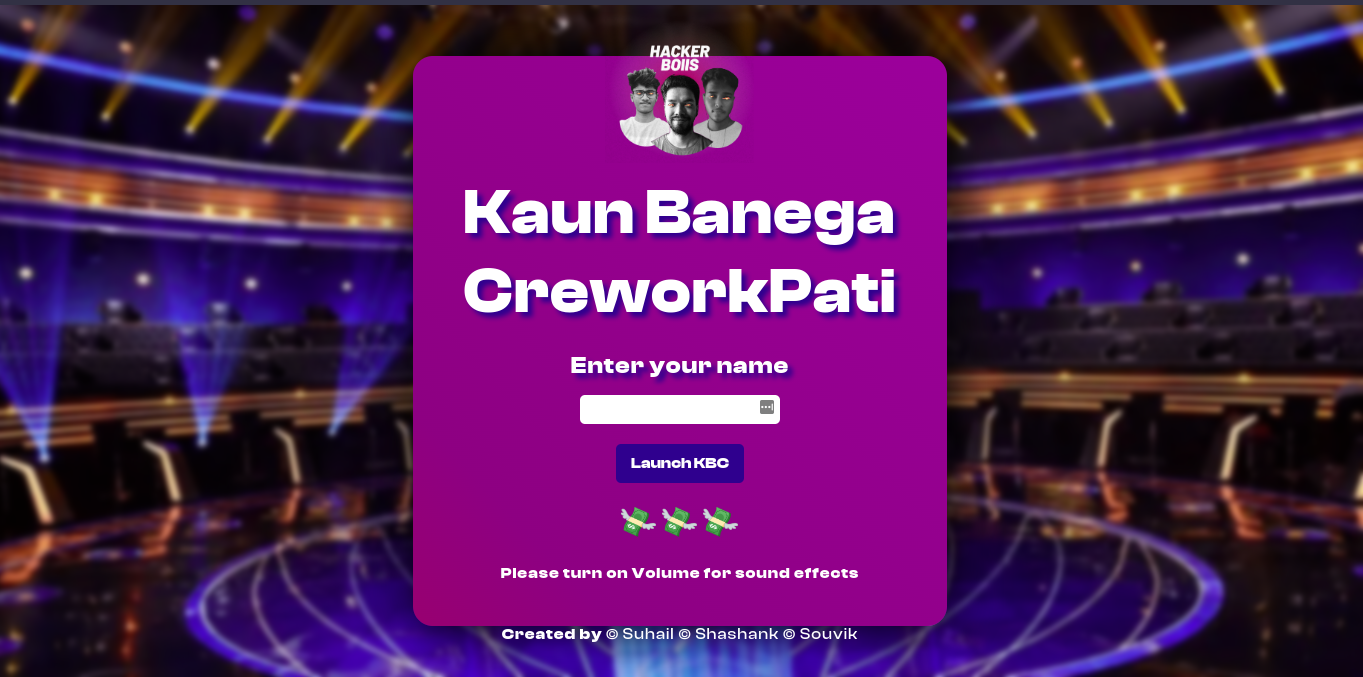 HACKER
BOIIS
Kaun Banega
CreworkPati
Enter your name
Launch KBC
Please turn on Volume for sound effects
Created by © Suhail © Shashank © Souvik